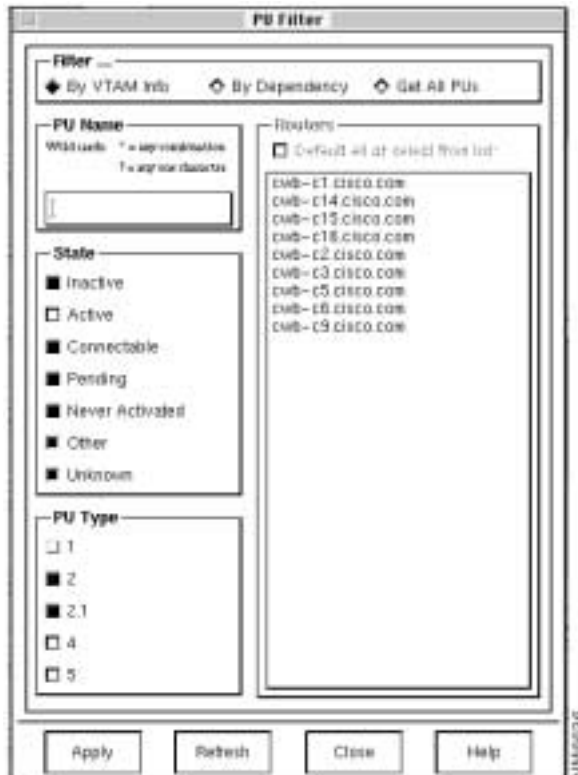 PU Filter
Filter ...
By VTAM Info
By Dependency
Get All PUs
PU Name
Wildcards: * = any combination
? = any one character
State
Inactive
Active
Connectable
Pending
Never Activated
Other
Unknown
PU Type
1
2
2.1
4
5
Routers
Default all or select from list:
cwb-c1.cisco.com
cwb-c14.cisco.com
cwb-c15.cisco.com
cwb-c16.cisco.com
cwb-c2.cisco.com
cwb-c3.cisco.com
cwb-c5.cisco.com
cwb-c6.cisco.com
cwb-c9.cisco.com
Apply
Refresh
Close
Help